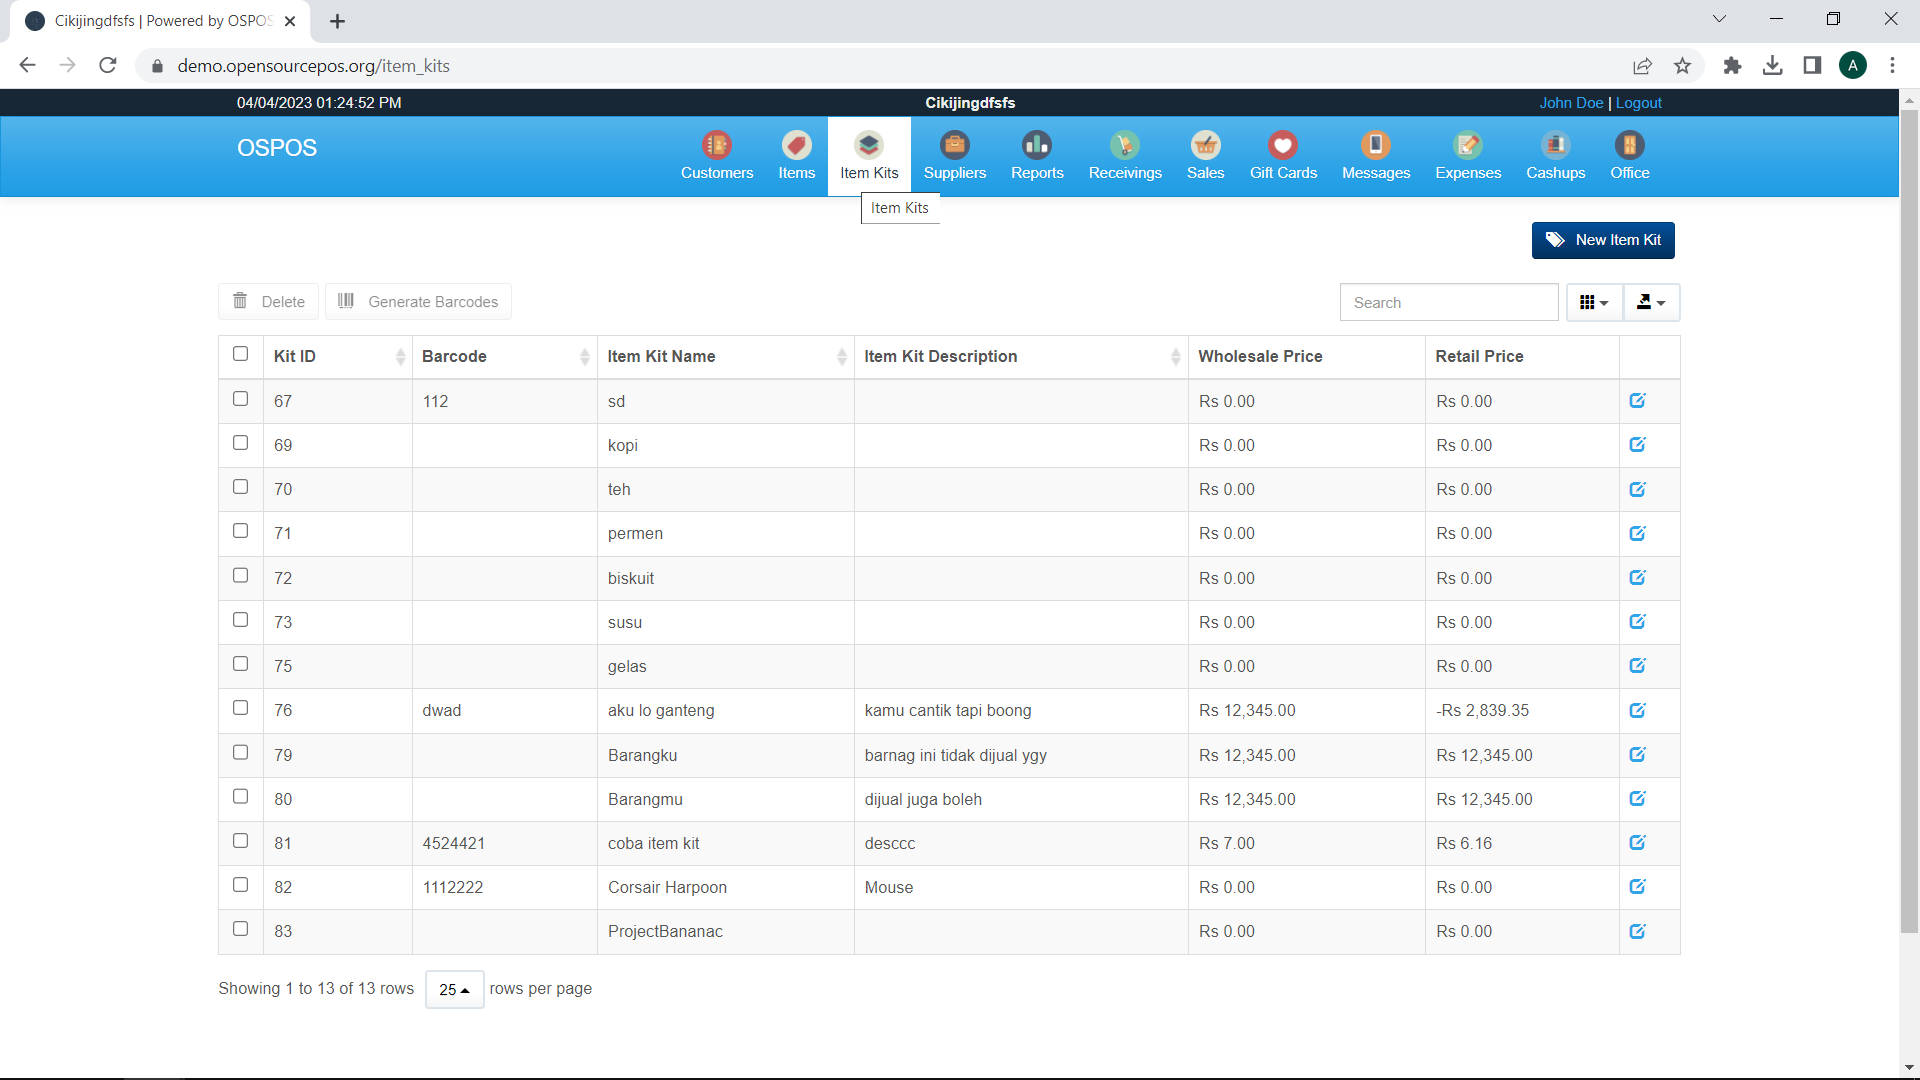 Cikijingdfsfs | Powered by OSPOS
demo.opensourcepos.org/item_kits
A
04/04/2023 01:24:52 PM
Cikijingdfsfs
John Doe | Logout
OSPOS
Customers
Items
Item Kits
Suppliers
Reports
Receivings
Sales
Gift Cards
Messages
Expenses
Cashups
Office
Item Kits
New Item Kit
Delete
Generate Barcodes
Search
Kit ID Barcode Item Kit Name Item Kit Description Wholesale Price Retail Price
67 112 sd Rs 0.00 Rs 0.00
69 kopi Rs 0.00 Rs 0.00
70 teh Rs 0.00 Rs 0.00
71 permen Rs 0.00 Rs 0.00
72 biskuit Rs 0.00 Rs 0.00
73 susu Rs 0.00 Rs 0.00
75 gelas Rs 0.00 Rs 0.00
76 dwad aku lo ganteng kamu cantik tapi boong Rs 12,345.00 -Rs 2,839.35
79 Barangku barnag ini tidak dijual ygy Rs 12,345.00 Rs 12,345.00
80 Barangmu dijual juga boleh Rs 12,345.00 Rs 12,345.00
81 4524421 coba item kit desccc Rs 7.00 Rs 6.16
82 1112222 Corsair Harpoon Mouse Rs 0.00 Rs 0.00
83 ProjectBananac Rs 0.00 Rs 0.00
Showing 1 to 13 of 13 rows 25 rows per page